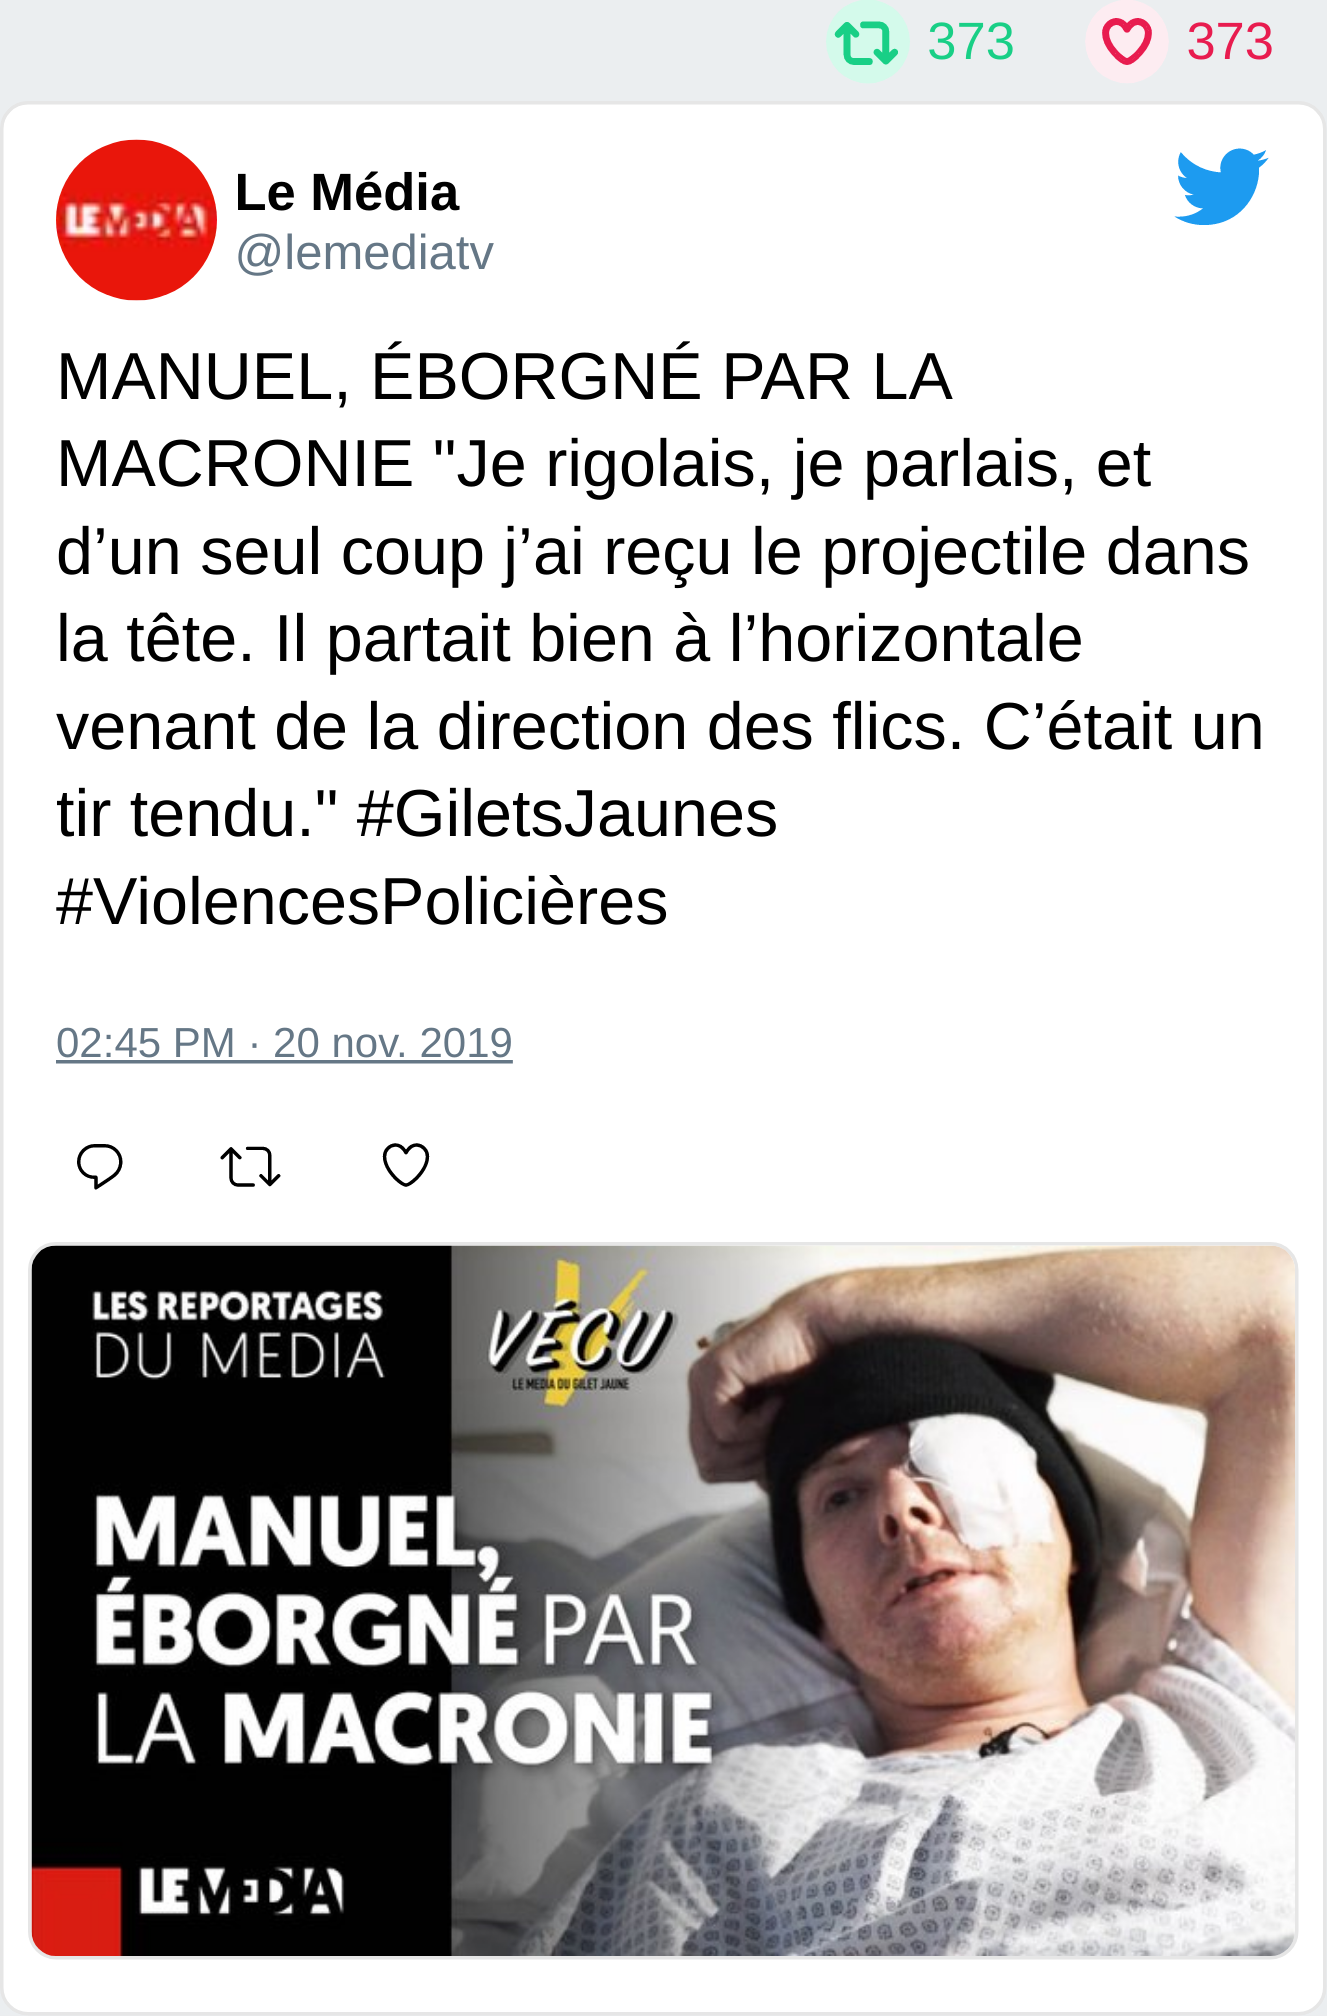 373 373
LE MEDIA
Le Média
@lemediatv
MANUEL, ÉBORGNÉ PAR LA
MACRONIE "Je rigolais, je parlais, et
d’un seul coup j’ai reçu le projectile dans
la tête. Il partait bien à l’horizontale
venant de la direction des flics. C’était un
tir tendu." #GiletsJaunes
#ViolencesPolicières
02:45 PM · 20 nov. 2019
LES REPORTAGES
DU MEDIA
VÉCU
LE MEDIA DU GILET JAUNE
MANUEL,
ÉBORGNÉ PAR
LA MACRONIE
LE MEDIA